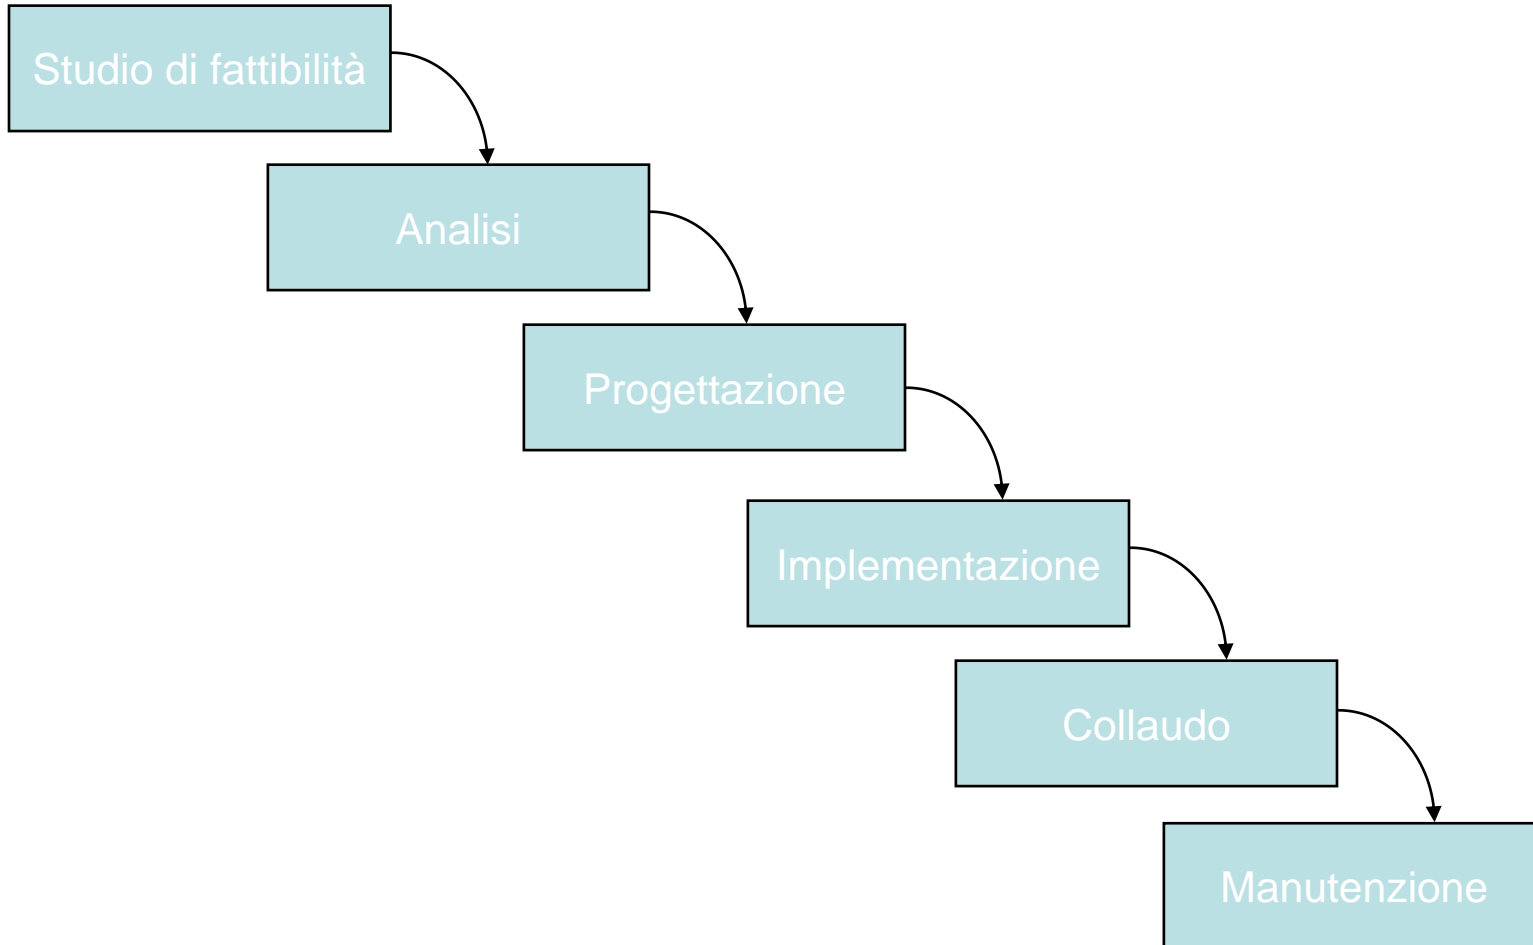 Studio di fattibilità
Analisi
Progettazione
Implementazione
Collaudo
Manutenzione